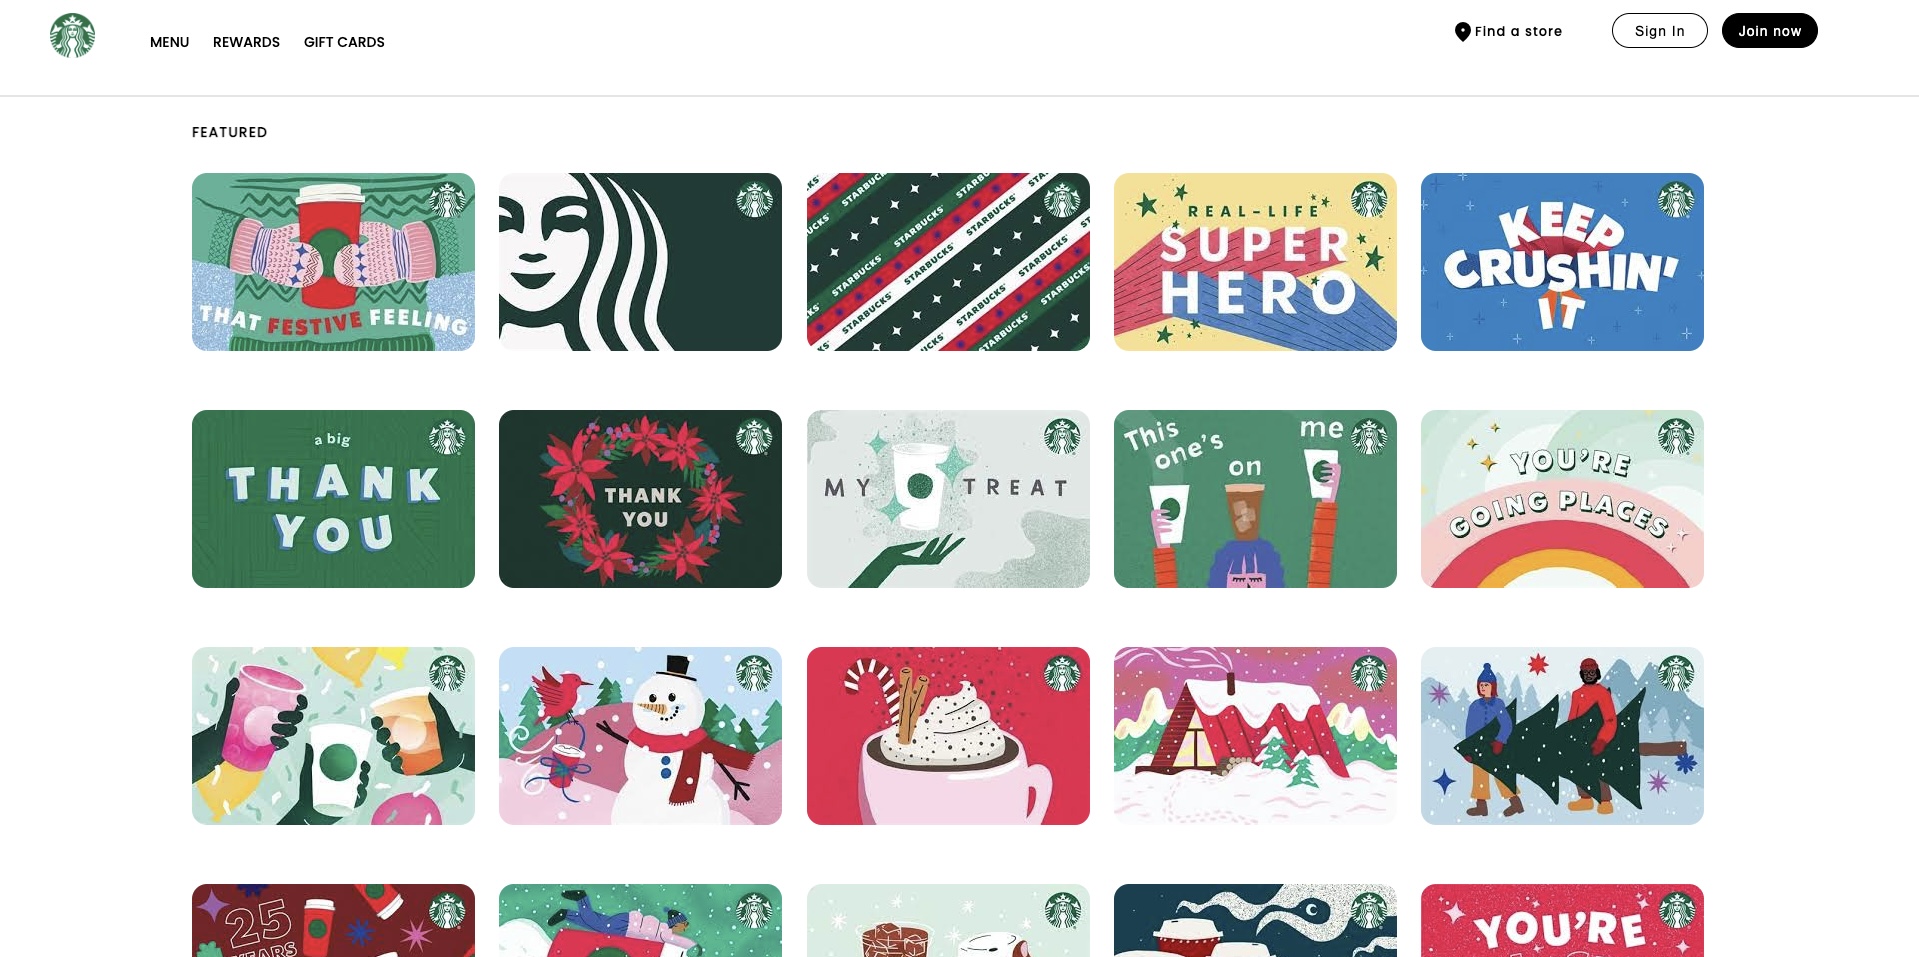 MENU REWARDS GIFT CARDS
Find a store
Sign In
Join now
FEATURED
THAT FESTIVE FEELING
STARBUCKS
STARBUCKS
STARBUCKS
STARBUCKS
STARBUCKS
STARBUCKS
STARBUCKS
STARBUCKS
STARBUCKS
REAL-LIFE
SUPER
HERO
KEEP
CRUSHIN'
IT
a big
THANK
YOU
THANK
YOU
MY TREAT
This one's on me
YOU'RE
GOING PLACES
25
YEARS
YOU'RE